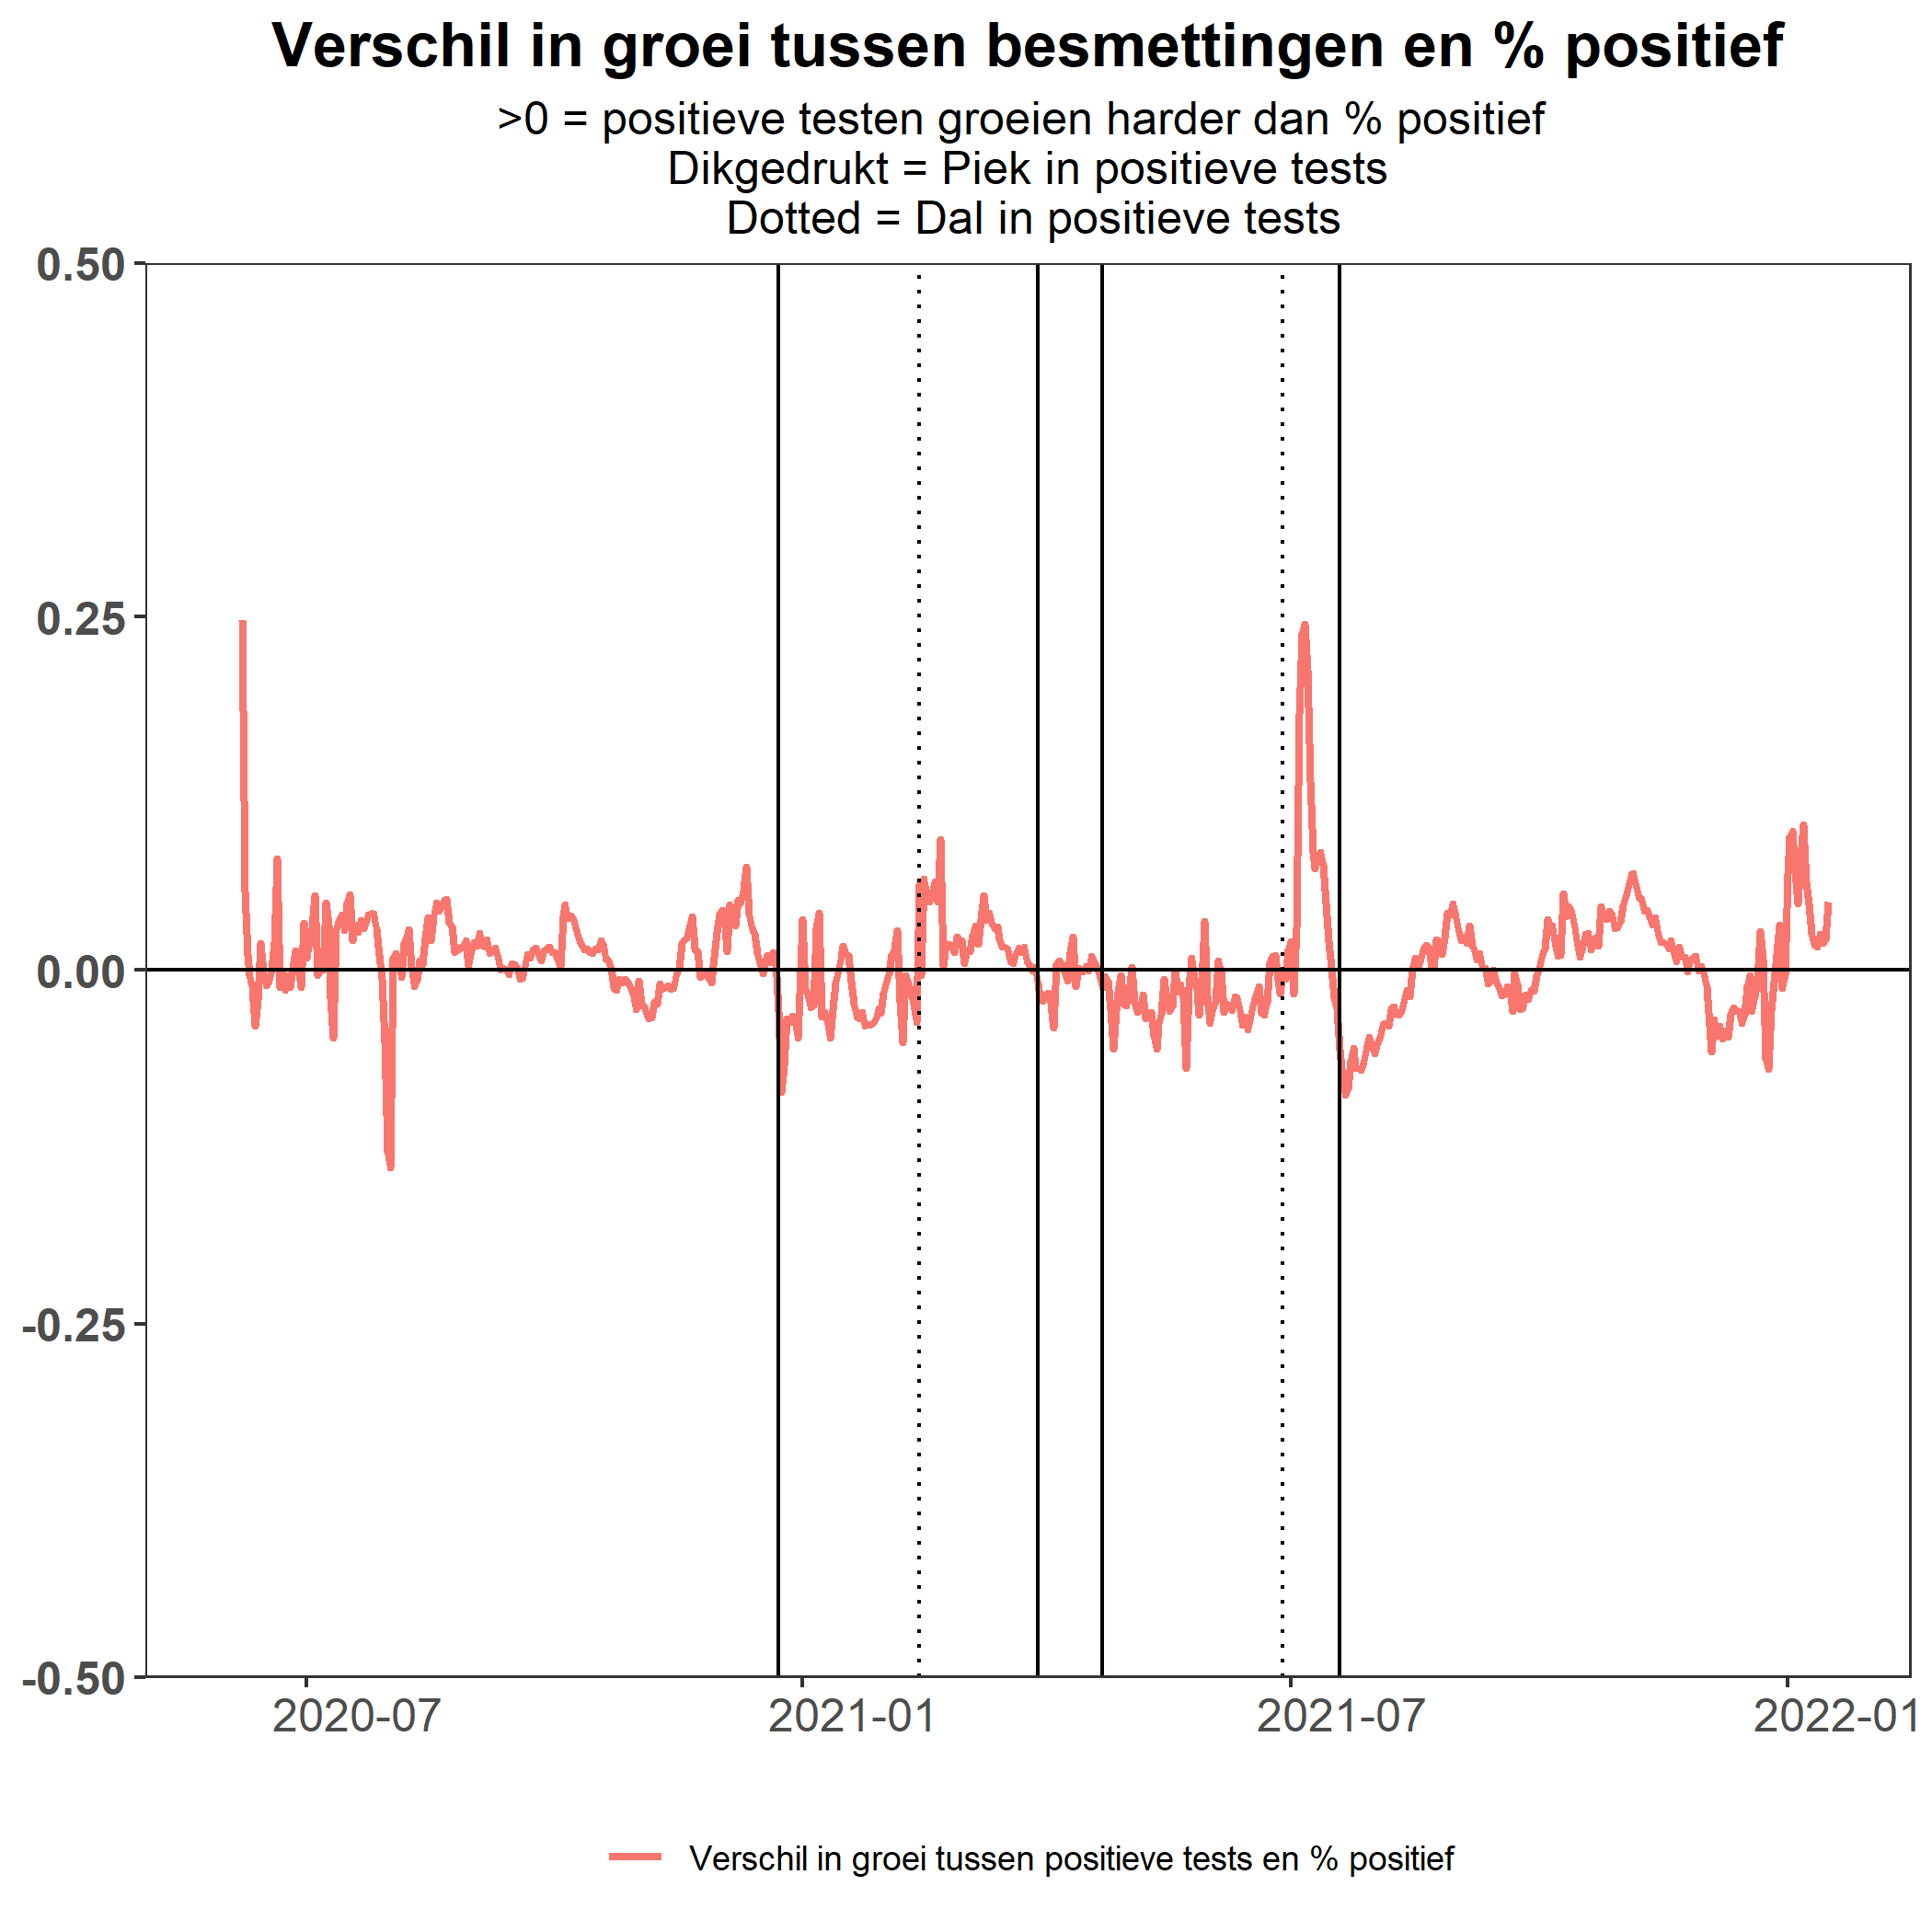 Verschil in groei tussen besmettingen en % positief
>0 = positieve testen groeien harder dan % positief
Dikgedrukt = Piek in positieve tests
Dotted = Dal in positieve tests
0.50
0.25
0.00
-0.25
-0.50
2020-07 2021-01 2021-07 2022-01
Verschil in groei tussen positieve tests en % positief